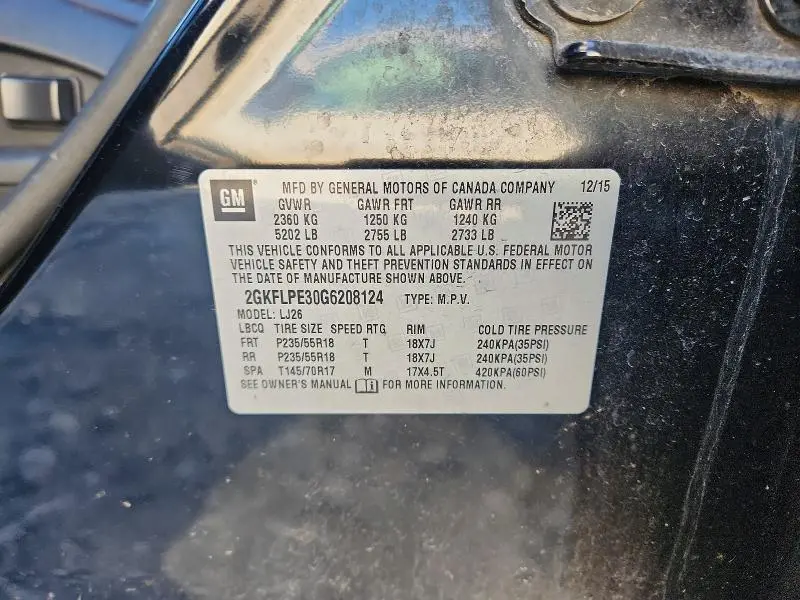 GM MFD BY GENERAL MOTORS OF CANADA COMPANY 12/15
GVWR GAWR FRT GAWR RR
2360 KG 1250 KG 1240 KG
5202 LB 2755 LB 2733 LB
THIS VEHICLE CONFORMS TO ALL APPLICABLE U.S. FEDERAL MOTOR
VEHICLE SAFETY AND THEFT PREVENTION STANDARDS IN EFFECT ON
THE DATE OF MANUFACTURE SHOWN ABOVE.
2GKFLPE30G6208124 TYPE: M.P.V.
MODEL: LJ26
LBCQ TIRE SIZE SPEED RTG RIM COLD TIRE PRESSURE
FRT P235/55R18 T 18X7J 240KPA(35PSI)
RR P235/55R18 T 18X7J 240KPA(35PSI)
SPA T145/70R17 M 17X4.5T 420KPA(60PSI)
SEE OWNER'S MANUAL FOR MORE INFORMATION.